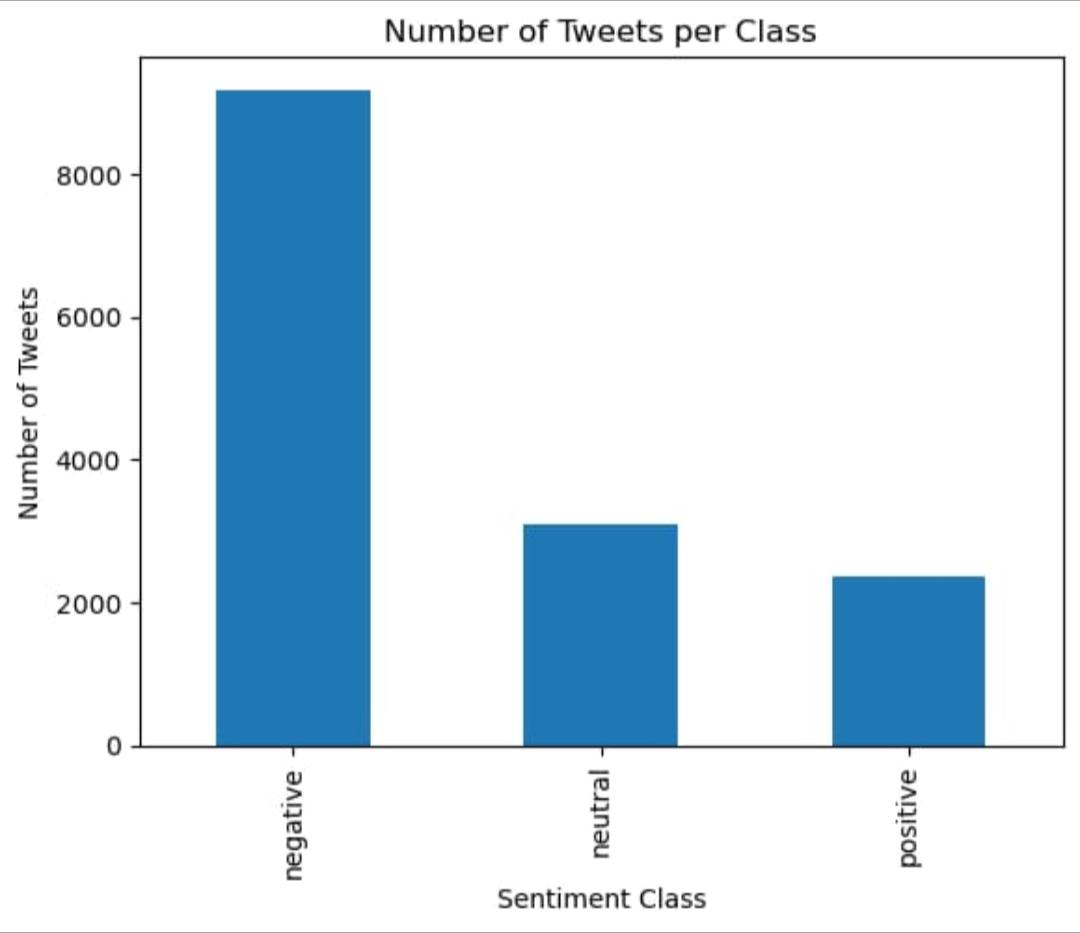 Number of Tweets per Class
Number of Tweets
8000
6000
4000
2000
0
negative
neutral
positive
Sentiment Class